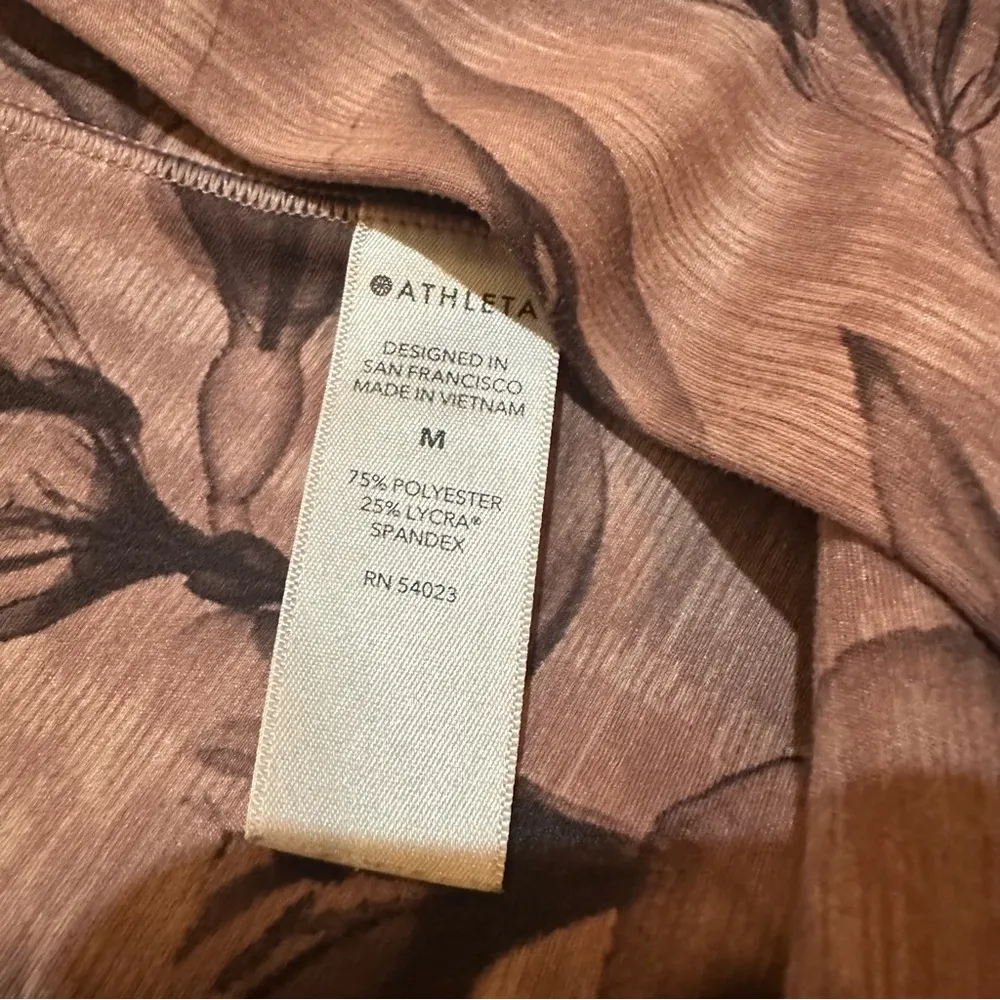 ATHLETA
DESIGNED IN
SAN FRANCISCO
MADE IN VIETNAM
M
75% POLYESTER
25% LYCRA®
SPANDEX
RN 54023